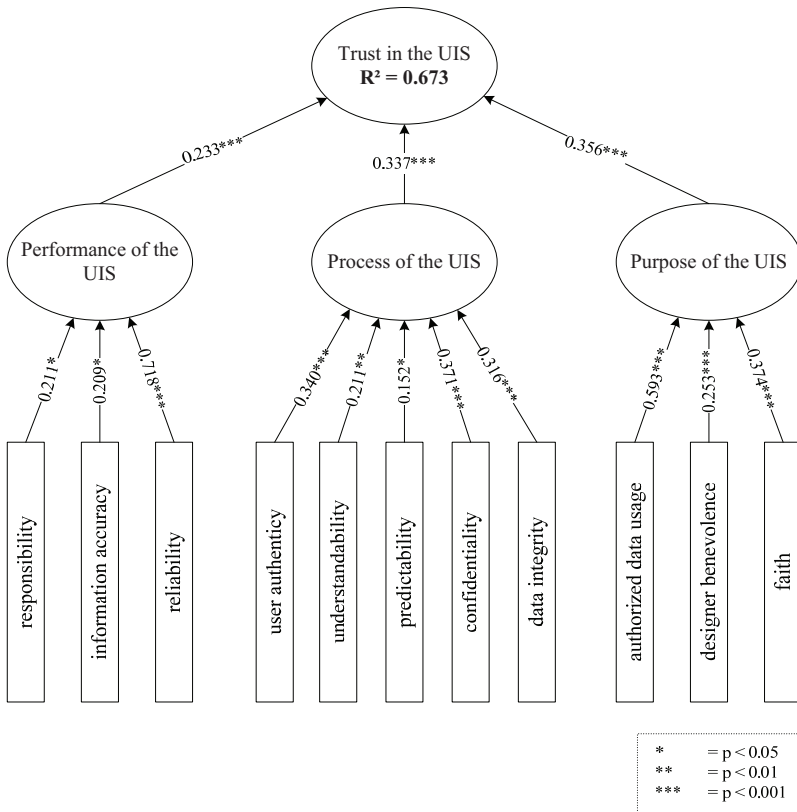 Trust in the UIS
R² = 0.673
0.233***
0.337***
0.356***
Performance of the
UIS
Process of the UIS
Purpose of the UIS
0.211*
0.209*
0.718***
0.340***
0.211**
0.152*
0.371***
0.316***
0.593***
0.253***
0.374***
responsibility
information accuracy
reliability
user authenticy
understandability
predictability
confidentiality
data integrity
authorized data usage
designer benevolence
faith
* = p < 0.05
** = p < 0.01
*** = p < 0.001